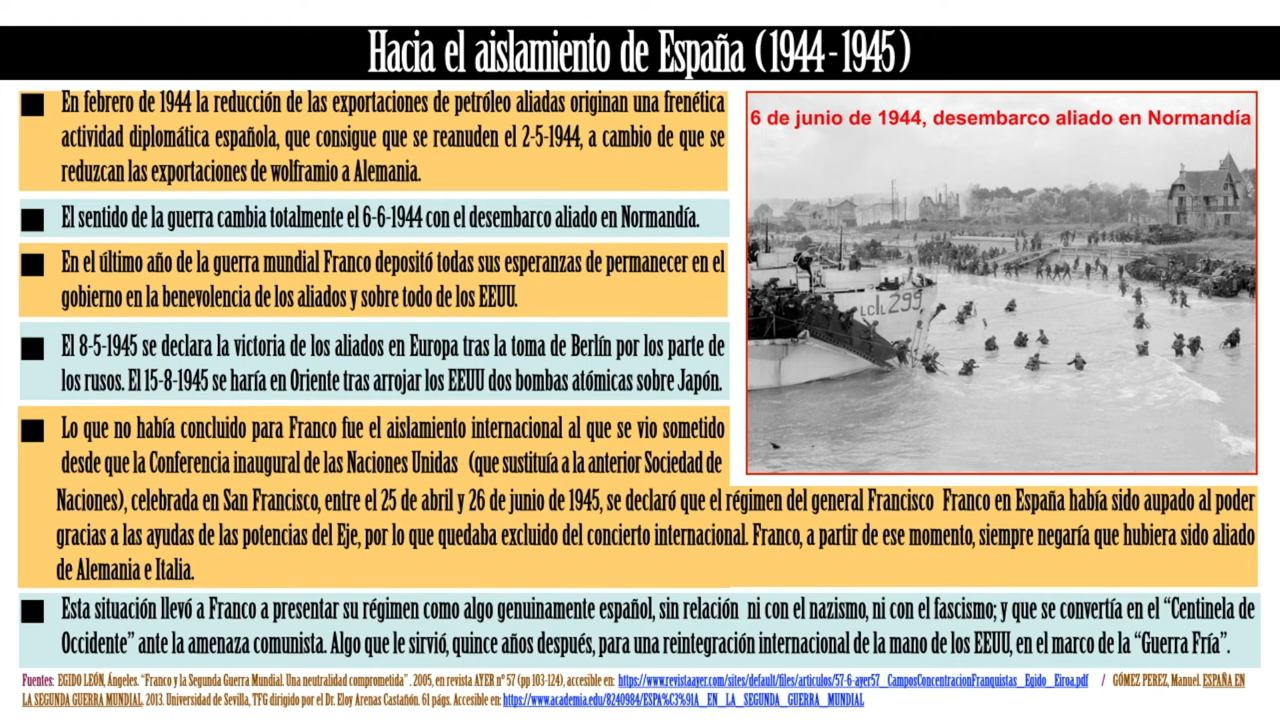 Hacia el aislamiento de España (1944-1945)
En febrero de 1944 la reducción de las exportaciones de petróleo aliadas originan una frenética
actividad diplomática española, que consigue que se reanuden el 2-5-1944, a cambio de que se
reduzcan las exportaciones de wolframio a Alemania.
El sentido de la guerra cambia totalmente el 6-6-1944 con el desembarco aliado en Normandía.
En el último año de la guerra mundial Franco depositó todas sus esperanzas de permanecer en el
gobierno en la benevolencia de los aliados y sobre todo de los EEUU.
El 8-5-1945 se declara la victoria de los aliados en Europa tras la toma de Berlín por los parte de
los rusos. El 15-8-1945 se haría en Oriente tras arrojar los EEUU dos bombas atómicas sobre Japón.
Lo que no había concluido para Franco fue el aislamiento internacional al que se vio sometido
desde que la Conferencia inaugural de las Naciones Unidas (que sustituía a la anterior Sociedad de
Naciones), celebrada en San Francisco, entre el 25 de abril y 26 de junio de 1945, se declaró que el régimen del general Francisco Franco en España había sido aupado al poder
gracias a las ayudas de las potencias del Eje, por lo que quedaba excluido del concierto internacional. Franco, a partir de ese momento, siempre negaría que hubiera sido aliado
de Alemania e Italia.
Esta situación llevó a Franco a presentar su régimen como algo genuinamente español, sin relación ni con el nazismo, ni con el fascismo; y que se convertía en el “Centinela de
Occidente” ante la amenaza comunista. Algo que le sirvió, quince años después, para una reintegración internacional de la mano de los EEUU, en el marco de la “Guerra Fría”.
6 de junio de 1944, desembarco aliado en Normandía
LCIL 299
Fuentes: EGIDO LEÓN, Ángeles. “Franco y la Segunda Guerra Mundial. Una neutralidad comprometida”. 2005, en revista AYER nº 57 (pp 103-124), accesible en: https://www.revistaayer.com/sites/default/files/articulos/57-6-ayer57_CamposConcentracionFranquistas_Egido_Eiroa.pdf / GÓMEZ PEREZ, Manuel. ESPAÑA EN
LA SEGUNDA GUERRA MUNDIAL. 2013. Universidad de Sevilla, TFG dirigido por el Dr. Eloy Arenas Castañón. 61 págs. Accesible en: https://www.academia.edu/8240984/ESPA%C3%91A_EN_LA_SEGUNDA_GUERRA_MUNDIAL